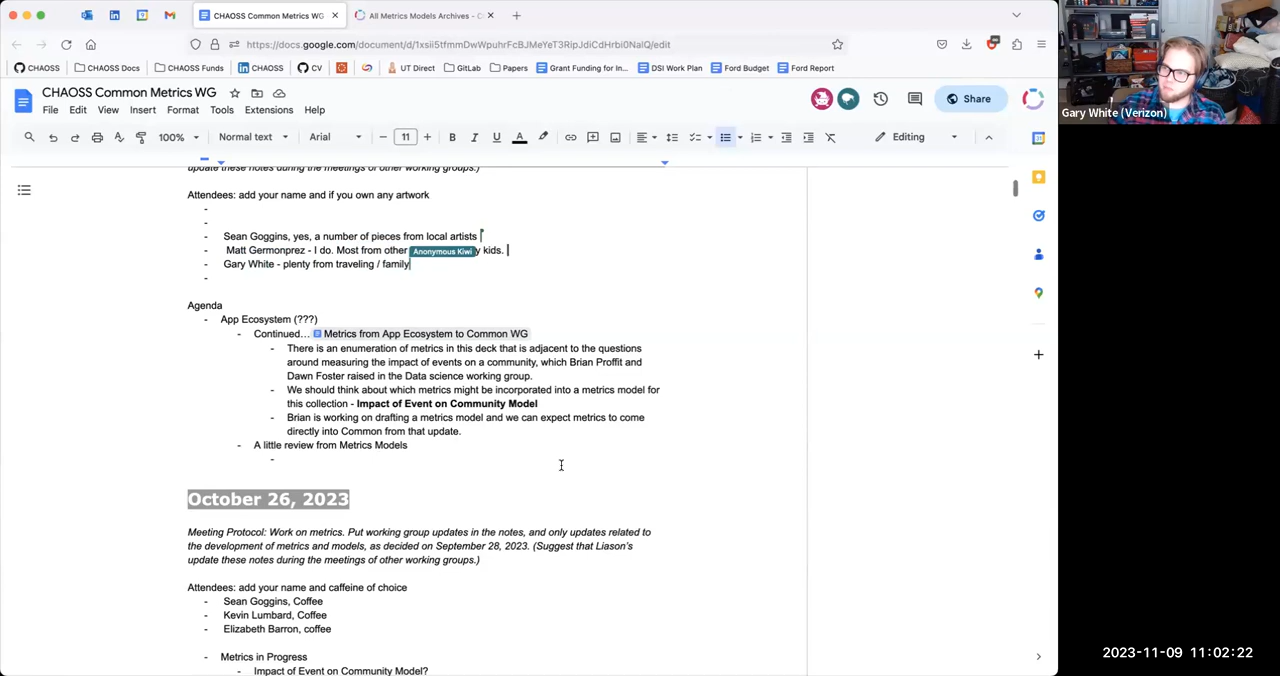 CHAOSS Common Metrics WG
All Metrics Models Archives - C
https://docs.google.com/document/d/1xsii5tfmmDwWpuhrFcBJMeYeT3RipJdiCdHrbi0NalQ/edit
CHAOSS
CHAOSS Docs
CHAOSS Funds
CHAOSS
CV
UT Direct
GitLab
Papers
Grant Funding for In...
DSI Work Plan
Ford Budget
Ford Report
CHAOSS Common Metrics WG
File Edit View Insert Format Tools Extensions Help
Share
100% Normal text Arial 11 Editing
update these notes during the meetings of other working groups.)
Attendees: add your name and if you own any artwork
-
-
- Sean Goggins, yes, a number of pieces from local artists
- Matt Germonprez - I do. Most from other Anonymous Kiwi y kids.
- Gary White - plenty from traveling / family
-
Agenda
- App Ecosystem (???)
- Continued... Metrics from App Ecosystem to Common WG
- There is an enumeration of metrics in this deck that is adjacent to the questions
around measuring the impact of events on a community, which Brian Proffit and
Dawn Foster raised in the Data science working group.
- We should think about which metrics might be incorporated into a metrics model for
this collection - Impact of Event on Community Model
- Brian is working on drafting a metrics model and we can expect metrics to come
directly into Common from that update.
- A little review from Metrics Models
-
October 26, 2023
Meeting Protocol: Work on metrics. Put working group updates in the notes, and only updates related to
the development of metrics and models, as decided on September 28, 2023. (Suggest that Liason's
update these notes during the meetings of other working groups.)
Attendees: add your name and caffeine of choice
- Sean Goggins, Coffee
- Kevin Lumbard, Coffee
- Elizabeth Barron, coffee
- Metrics in Progress
- Impact of Event on Community Model?
Gary White (Verizon)
2023-11-09 11:02:22